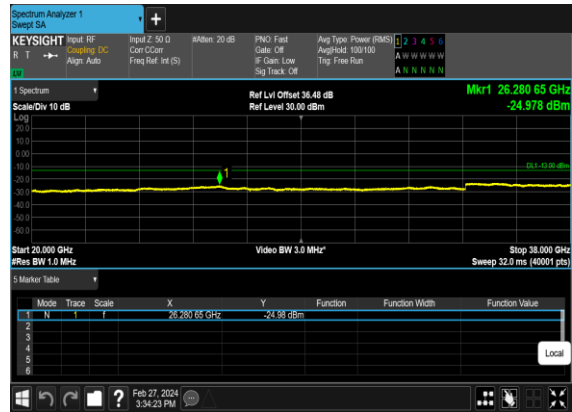 Spectrum Analyzer 1
Swept SA
+
KEYSIGHT Input: RF Input Z: 50 Ω #Atten: 20 dB PNO: Fast Avg Type: Power (RMS) 1 2 3 4 5 6
R T Coupling: DC Corr CCorr Gate: Off Avg|Hold: 100/100 A W W W W W
Align: Auto Freq Ref: Int (S) IF Gain: Low Trig: Free Run
Sig Track: Off A N N N N N
1 Spectrum Ref Lvl Offset 36.48 dB Mkr1 26.280 65 GHz
Scale/Div 10 dB Ref Level 30.00 dBm -24.978 dBm
Log
20.0
10.0
0.00
-10.0 1 DL1 -13.00 dBm
-20.0
-30.0
-40.0
-50.0
-60.0
Start 20.000 GHz Video BW 3.0 MHz* Stop 38.000 GHz
#Res BW 1.0 MHz Sweep 32.0 ms (40001 pts)
5 Marker Table
Mode Trace Scale X Y Function Function Width Function Value
1 N 1 f 26.280 65 GHz -24.98 dBm
2
3
4
5
6
Local
? Feb 27, 2024
3:34:23 PM